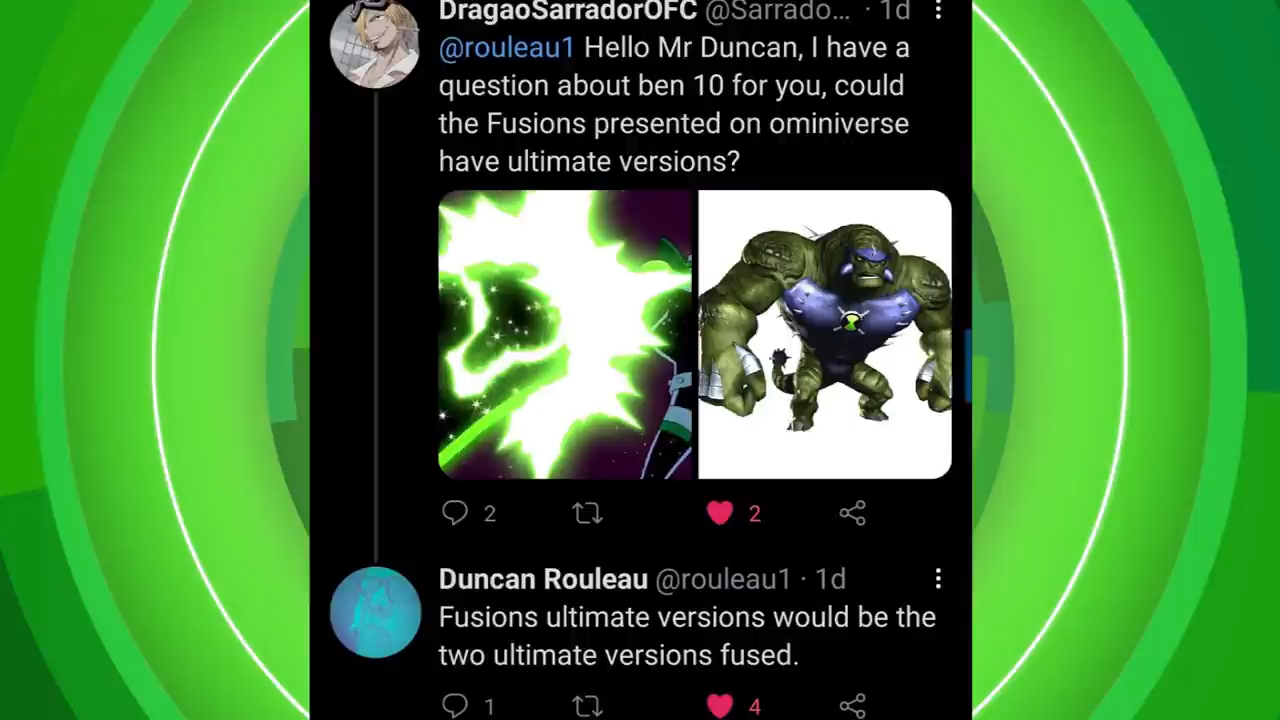 DragaoSarradorOFC @Sarrado... · 1d
@rouleau1 Hello Mr Duncan, I have a
question about ben 10 for you, could
the Fusions presented on ominiverse
have ultimate versions?
2
2
Duncan Rouleau @rouleau1 · 1d
Fusions ultimate versions would be the
two ultimate versions fused.
1
4